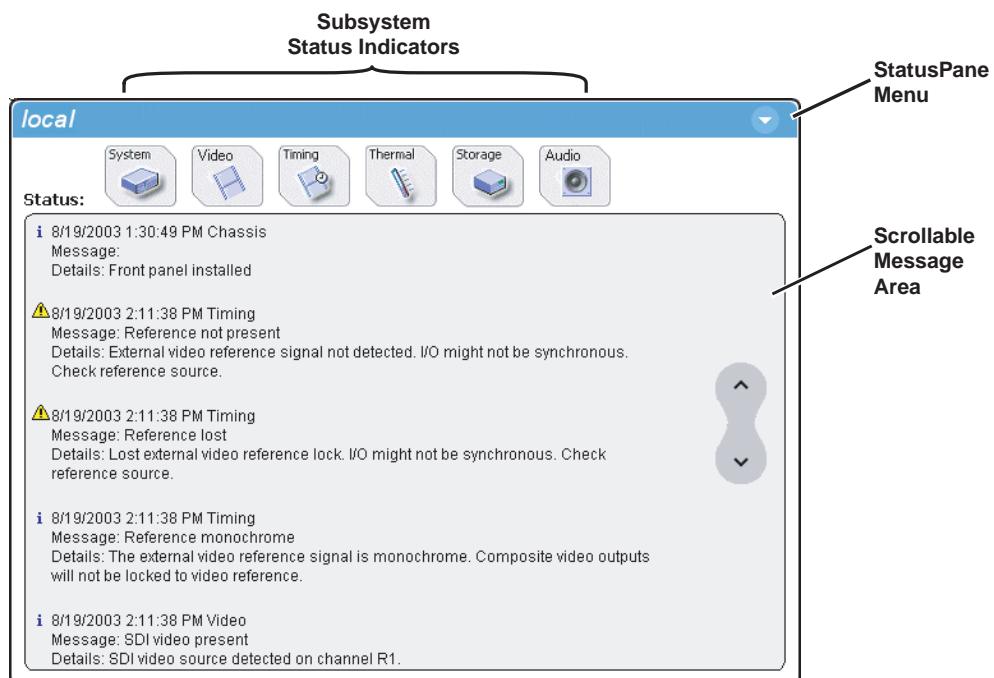 Subsystem
Status Indicators
StatusPane
Menu
local
System
Video
Timing
Thermal
Storage
Audio
Status:
i 8/19/2003 1:30:49 PM Chassis
Message:
Details: Front panel installed
8/19/2003 2:11:38 PM Timing
Message: Reference not present
Details: External video reference signal not detected. I/O might not be synchronous.
Check reference source.
8/19/2003 2:11:38 PM Timing
Message: Reference lost
Details: Lost external video reference lock. I/O might not be synchronous. Check
reference source.
i 8/19/2003 2:11:38 PM Timing
Message: Reference monochrome
Details: The external video reference signal is monochrome. Composite video outputs
will not be locked to video reference.
i 8/19/2003 2:11:38 PM Video
Message: SDI video present
Details: SDI video source detected on channel R1.
Scrollable
Message
Area